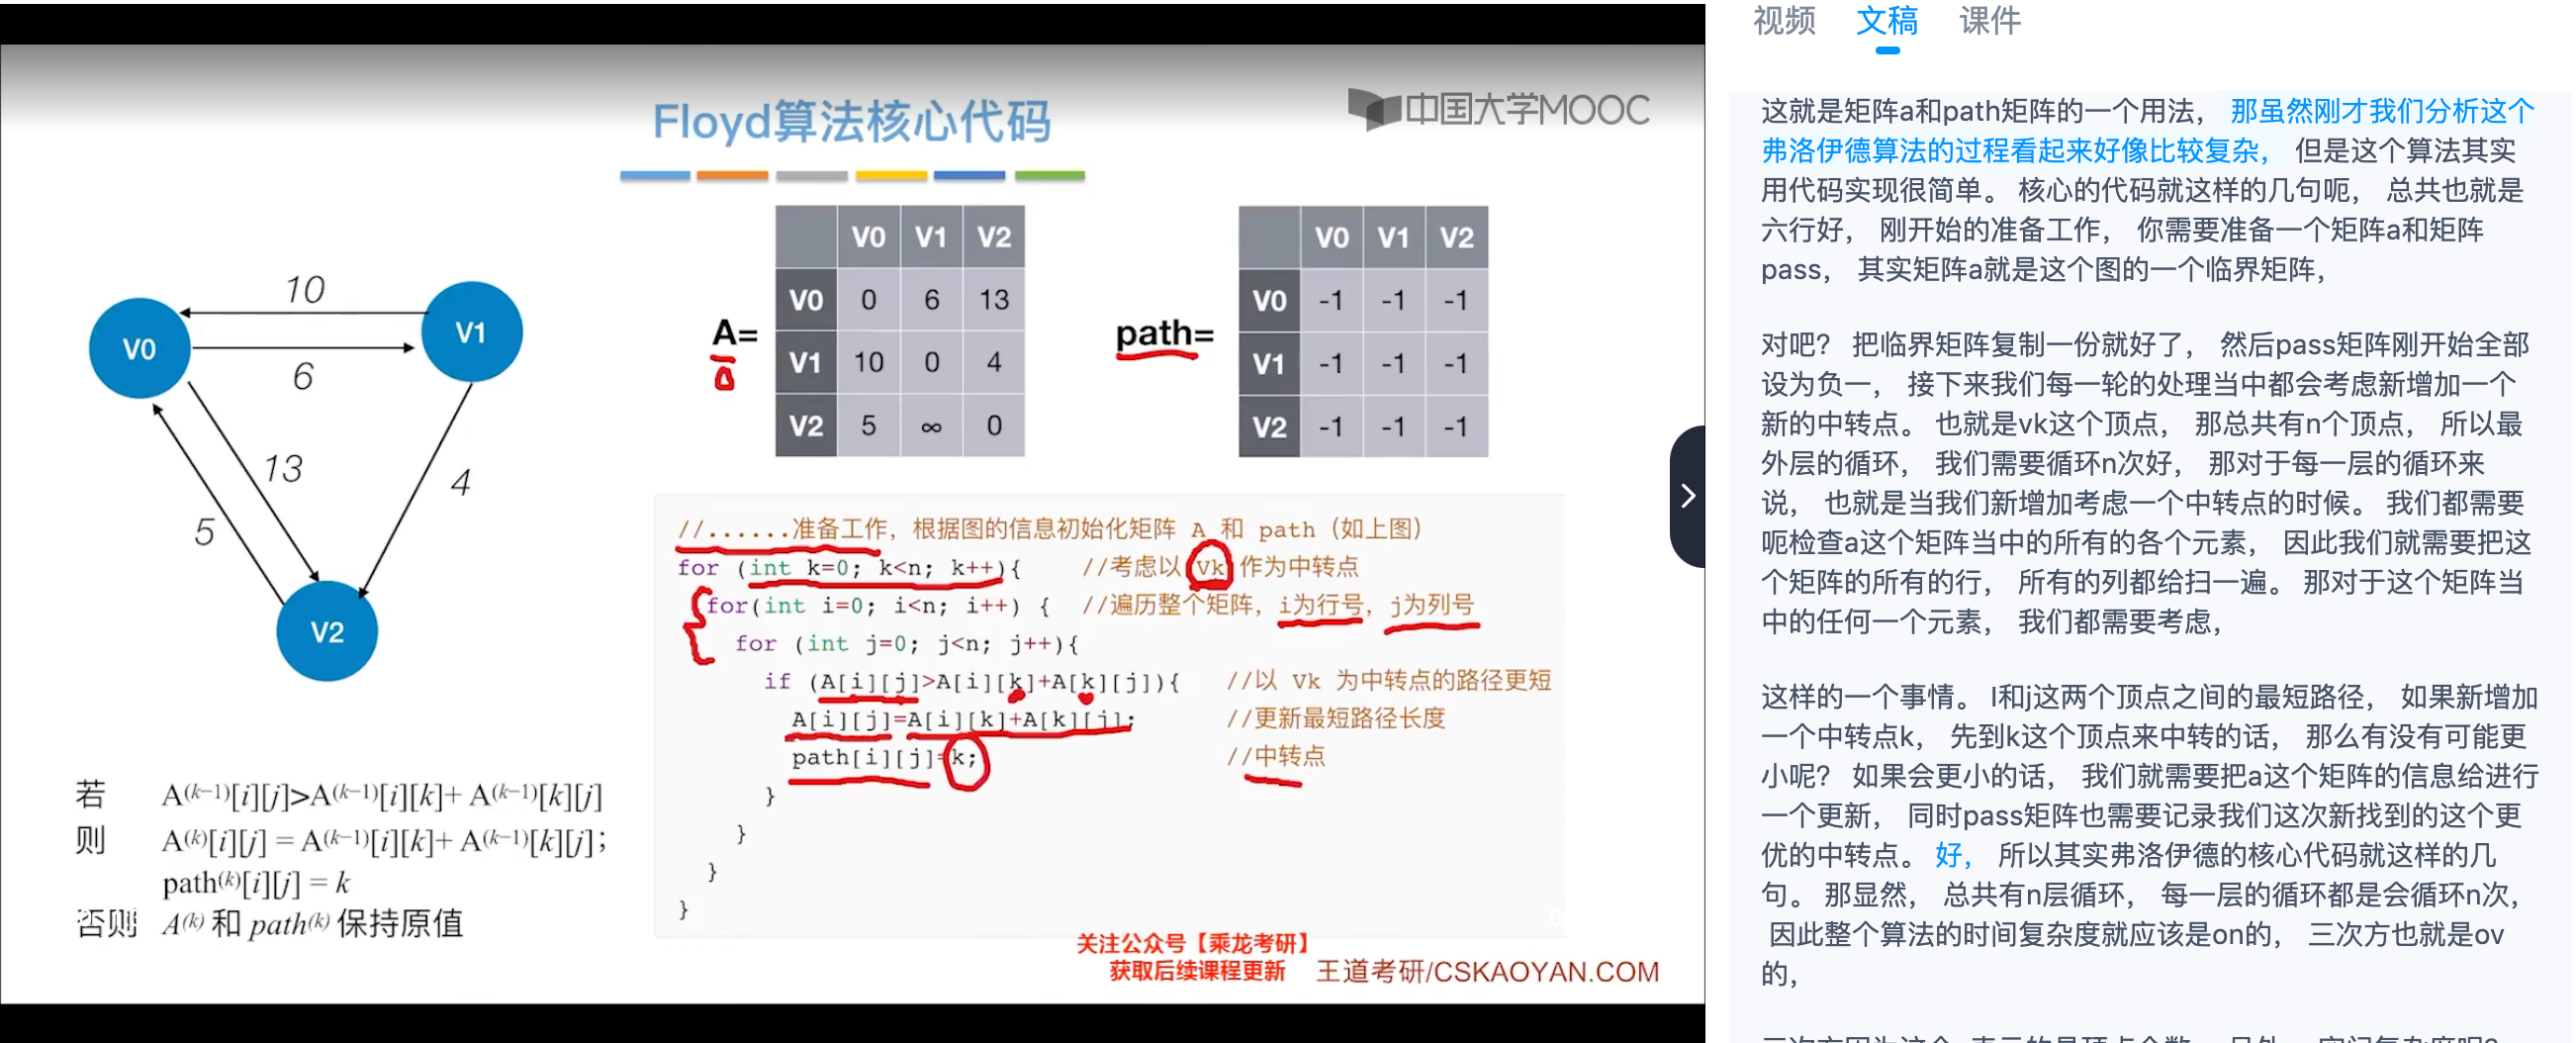 Floyd算法核心代码
中国大学MOOC
10
V0
V1
6
13
4
5
V2
A=
V0 V1 V2
V0 0 6 13
V1 10 0 4
V2 5 ∞ 0
0
path=
V0 V1 V2
V0 -1 -1 -1
V1 -1 -1 -1
V2 -1 -1 -1
//......准备工作，根据图的信息初始化矩阵 A 和 path（如上图）
for (int k=0; k<n; k++){ //考虑以 Vk 作为中转点
for(int i=0; i<n; i++) { //遍历整个矩阵，i为行号，j为列号
for (int j=0; j<n; j++){
if (A[i][j]>A[i][k]+A[k][j]){ //以 Vk 为中转点的路径更短
A[i][j]=A[i][k]+A[k][j]; //更新最短路径长度
path[i][j]=k; //中转点
}
}
}
}
若 A(k−1)[i][j]>A(k−1)[i][k]+ A(k−1)[k][j]
则 A(k)[i][j] = A(k−1)[i][k]+ A(k−1)[k][j];
path(k)[i][j] = k
否则 A(k) 和 path(k) 保持原值
关注公众号【乘龙考研】
获取后续课程更新
王道考研/CSKAOYAN.COM
视频 文稿 课件
这就是矩阵a和path矩阵的一个用法， 那虽然刚才我们分析这个
弗洛伊德算法的过程看起来好像比较复杂， 但是这个算法其实
用代码实现很简单。 核心的代码就这样的几句呃， 总共也就是
六行好， 刚开始的准备工作， 你需要准备一个矩阵a和矩阵
pass， 其实矩阵a就是这个图的一个临界矩阵，
对吧？ 把临界矩阵复制一份就好了， 然后pass矩阵刚开始全部
设为负一， 接下来我们每一轮的处理当中都会考虑新增加一个
新的中转点。 也就是vk这个顶点， 那总共有n个顶点， 所以最
外层的循环， 我们需要循环n次好， 那对于每一层的循环来
说， 也就是当我们新增加考虑一个中转点的时候。 我们都需要
呃检查a这个矩阵当中的所有的各个元素， 因此我们就需要把这
个矩阵的所有的行， 所有的列都给扫一遍。 那对于这个矩阵当
中的任何一个元素， 我们都需要考虑，
这样的一个事情。 I和j这两个顶点之间的最短路径， 如果新增加
一个中转点k， 先到k这个顶点来中转的话， 那么有没有可能更
小呢？ 如果会更小的话， 我们就需要把a这个矩阵的信息给进行
一个更新， 同时pass矩阵也需要记录我们这次新找到的这个更
优的中转点。 好， 所以其实弗洛伊德的核心代码就这样的几
句。 那显然， 总共有n层循环， 每一层的循环都是会循环n次，
因此整个算法的时间复杂度就应该是on的， 三次方也就是ov
的，